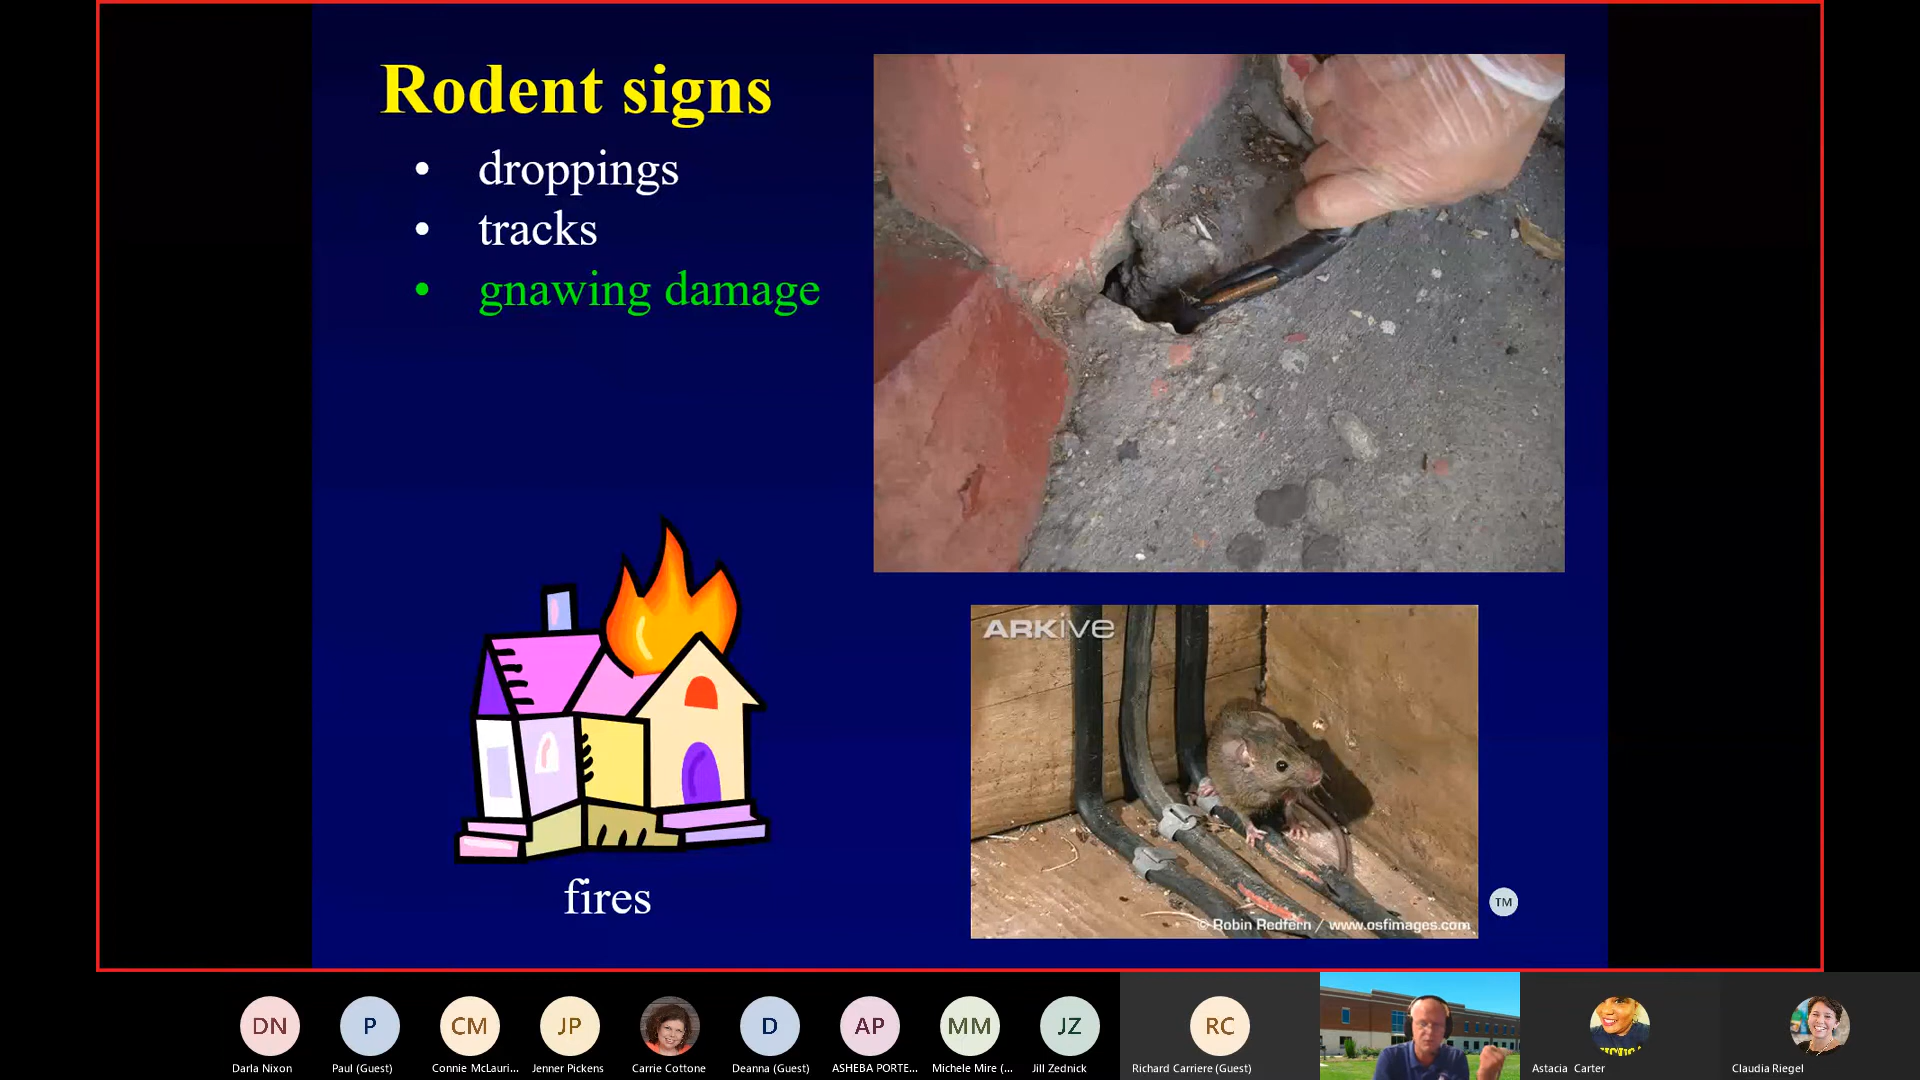 Rodent signs
• droppings
• tracks
• gnawing damage
fires
ARKive
© Robin Redfern / www.osfimages.com
TM
DN
P
CM
JP
D
AP
MM
JZ
RC
Darla Nixon
Paul (Guest)
Connie McLauri...
Jenner Pickens
Carrie Cottone
Deanna (Guest)
ASHEBA PORTE...
Michele Mire (...
Jill Zednick
Richard Carriere (Guest)
Astacia Carter
Claudia Riegel